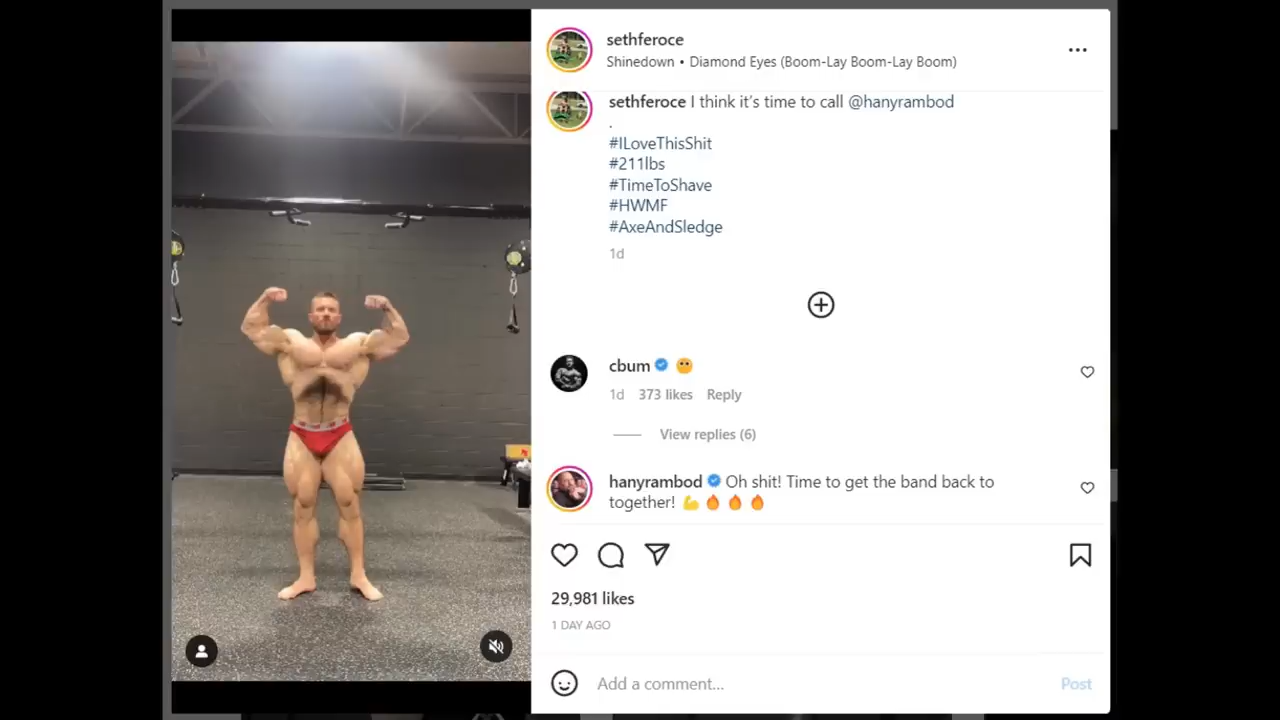 sethferoce
Shinedown • Diamond Eyes (Boom-Lay Boom-Lay Boom)
sethferoce I think it's time to call @hanyrambod
.
#ILoveThisShit
#211lbs
#TimeToShave
#HWMF
#AxeAndSledge
1d
cbum 😶
1d 373 likes Reply
View replies (6)
hanyrambod Oh shit! Time to get the band back to
together! 💪🔥🔥🔥
29,981 likes
1 DAY AGO
Add a comment...
Post